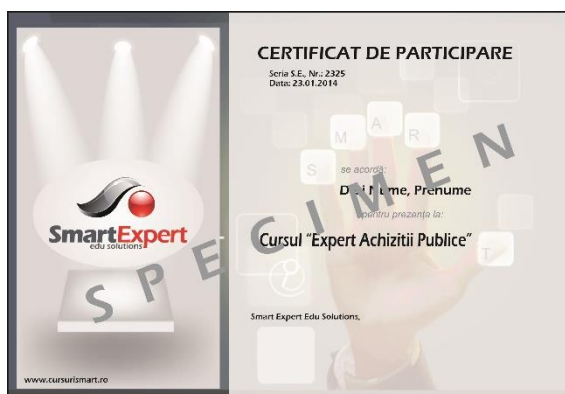 SmartExpert
edu solutions
www.cursurismart.ro
CERTIFICAT DE PARTICIPARE
Seria S.E., Nr.: 2325
Data: 23.01.2014
S M A R T
se acordă:
Nume, Prenume
pentru prezența la:
Cursul "Expert Achizitii Publice"
Smart Expert Edu Solutions,
SPECIMEN